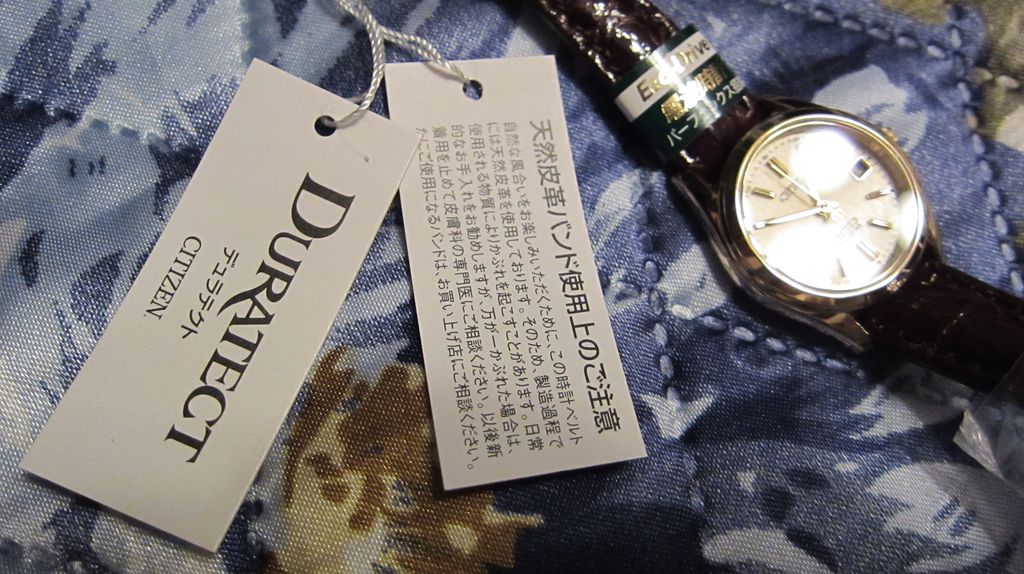 DURATECT
デュラテクト
CITIZEN
天然皮革バンド使用上のご注意
自然な風合いをお楽しみいただくために、この時計ベルト
には天然皮革を使用しております。そのため、製造過程で
使用される物質によりかぶれを起こすことがあります。日常
的なお手入れをお勧めしますが、万が一かぶれた場合は、
着用を止めて皮膚科の専門医にご相談ください。以後新
たにご使用になるバンドは、お買い上げ店にご相談ください。
Eco-Drive